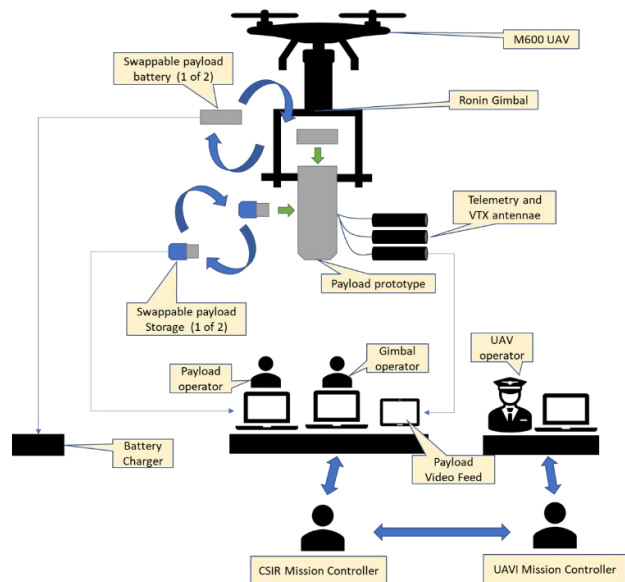 M600 UAV
Swappable payload
battery (1 of 2)
Ronin Gimbal
Telemetry and
VTX antennae
Payload prototype
Swappable payload
Storage (1 of 2)
UAV
operator
Gimbal
operator
Payload
operator
Battery
Charger
Payload
Video Feed
CSIR Mission Controller
UAVI Mission Controller